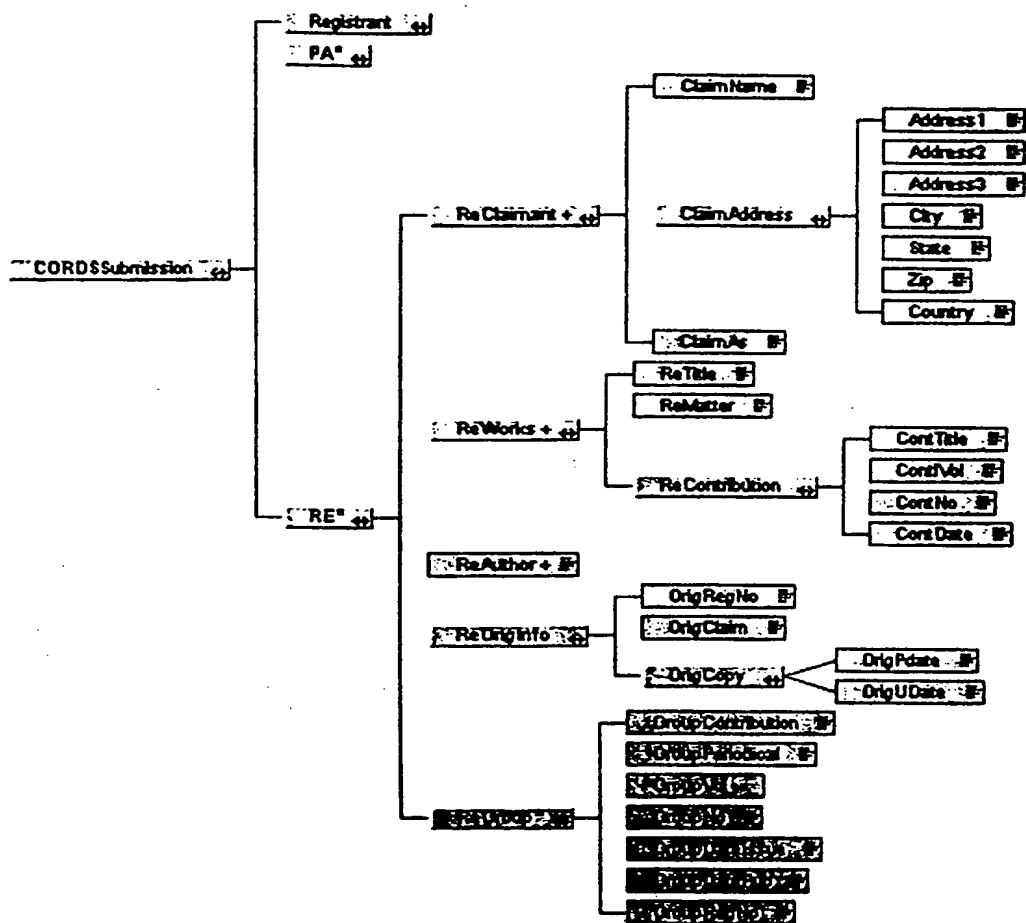 Registrant
PA*
ClaimName
Address1
Address2
Address3
ReClaimant +
ClaimAddress
City
State
CORDSSubmission
Zip
Country
ClaimAs
ReTitle
ReMatter
ReWorks +
ContTitle
ContVol
ReContribution
ContNo
RE*
ContDate
ReAuthor +
OrigRegNo
OrigClaim
ReOrigInfo
OrigPdate
OrigCopy
OrigUDate
GroupContribution
GroupPeriodical